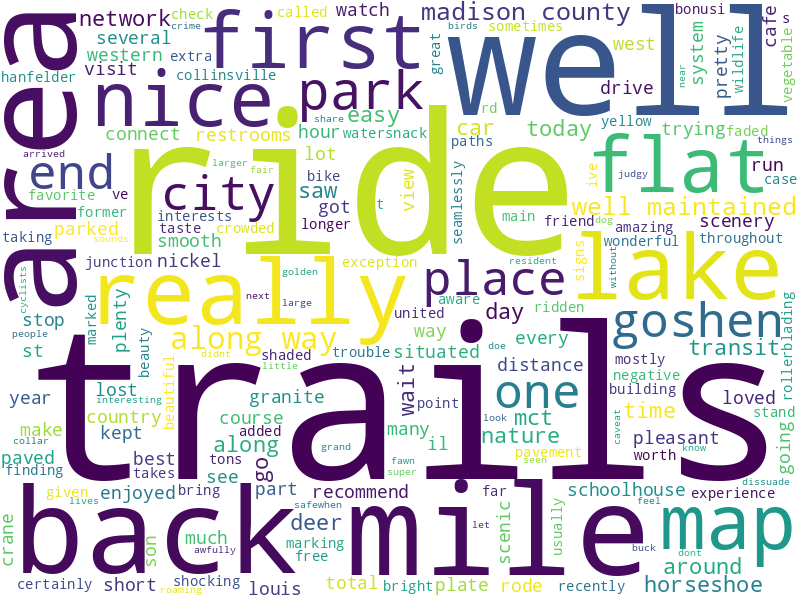 network check called watch madison county bonusi cafe s
several
western extra
hanfelder visit collinsville
first
great birds sometimes
well
west system pretty wildlife vegetable
near
crime
area
nice
park
drive
connect restrooms hour easy
share
watersnack rd
car today yellow
trying faded things
paths
arrived
larger fair
lot
end
ride
flat
run
judgy ive case
favorite ve
bike
saw
city
view
seamlessly
former interests
got t
main friend dog
well maintained
taking parked taste crowded longer
amazing scenery
sounds smooth
wonderful throughout
signs without
junction nickel exception
really
golden
place
resident
lake
cyclists
next large
united aware day ridden
stop marked plenty
along way
way every
goshen
people beauty
st
didnt
shaded trouble situated
doe
transit
rollerblading
little
mostly
trails
year lost beautiful
interesting
granite
wait point
look
one
distance negative
building loved
country added
many mct
caveat
time stand
make kept course
along
il nature
pleasant going
collar
grand
pavement worth know
paved best tons
fawn
seen
finding takes see go
super
dissuade
given enjoyed bring part recommend far schoolhouse experience
lives
safewhen
feel
back
mile
map
crane
deer
let
scenic usually
son much marking
free
buck dont
awfully
around
certainly short shocking louis total bright plate rode recently horseshoe
roaming